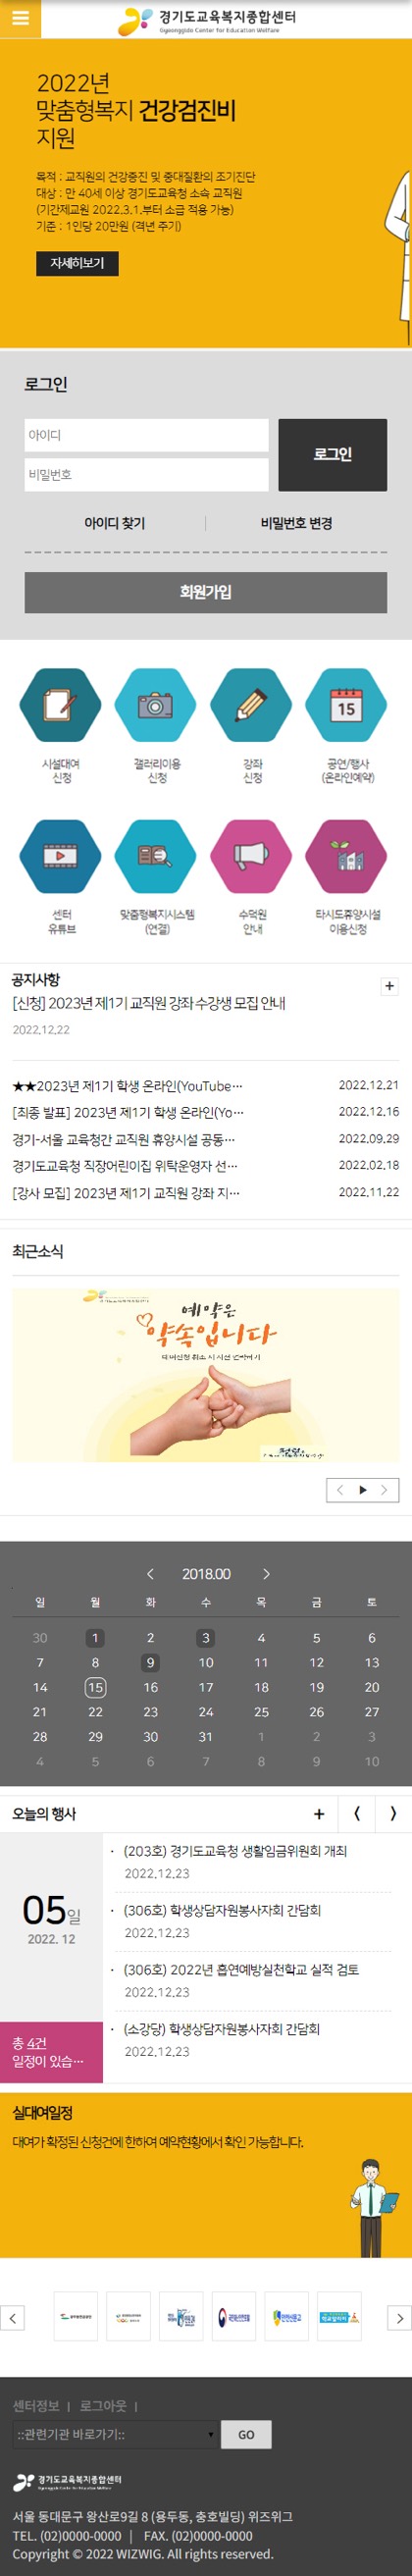 경기도교육복지종합센터
Gyeonggido Center for Education Welfare
2022년
맞춤형복지 건강검진비
지원
목적 : 교직원의 건강증진 및 중대질환의 조기진단
대상 : 만 40세 이상 경기도교육청 소속 교직원
(기간제교원 2022.3.1.부터 소급 적용 가능)
기준 : 1인당 20만원 (격년 주기)
자세히보기
로그인
아이디
비밀번호
로그인
아이디 찾기
비밀번호 변경
회원가입
15
시설대여
신청
갤러리이용
신청
강좌
신청
공연/행사
(온라인예약)
센터
유튜브
맞춤형복지시스템
(연결)
수덕원
안내
타시도휴양시설
이용신청
공지사항
+
[신청] 2023년 제1기 교직원 강좌 수강생 모집 안내
2022.12.22
★★2023년 제1기 학생 온라인(YouTube··· 2022.12.21
[최종 발표] 2023년 제1기 학생 온라인(Yo··· 2022.12.16
경기-서울 교육청간 교직원 휴양시설 공동··· 2022.09.29
경기도교육청 직장어린이집 위탁운영자 선··· 2022.02.18
[강사 모집] 2023년 제1기 교직원 강좌 지··· 2022.11.22
최근소식
예약은
약속입니다
2018.00
일 월 화 수 목 금 토
30 1 2 3 4 5 6
7 8 9 10 11 12 13
14 15 16 17 18 19 20
21 22 23 24 25 26 27
28 29 30 31 1 2 3
4 5 6 7 8 9 10
오늘의 행사
+
05일
2022. 12
총 4건
일정이 있습···
· (203호) 경기도교육청 생활임금위원회 개최
2022.12.23
· (306호) 학생상담자원봉사자회 간담회
2022.12.23
· (306호) 2022년 흡연예방실천학교 실적 검토
2022.12.23
· (소강당) 학생상담자원봉사자회 간담회
2022.12.23
실대여일정
대여가 확정된 신청건에 한하여 예약현황에서 확인 가능합니다.
센터정보 | 로그아웃 |
::관련기관 바로가기::
GO
경기도교육복지종합센터
Gyeonggido Center for Education Welfare
서울 동대문구 왕산로9길 8 (용두동, 충호빌딩) 위즈위그
TEL. (02)0000-0000 | FAX. (02)0000-0000
Copyright © 2022 WIZWIG. All rights reserved.